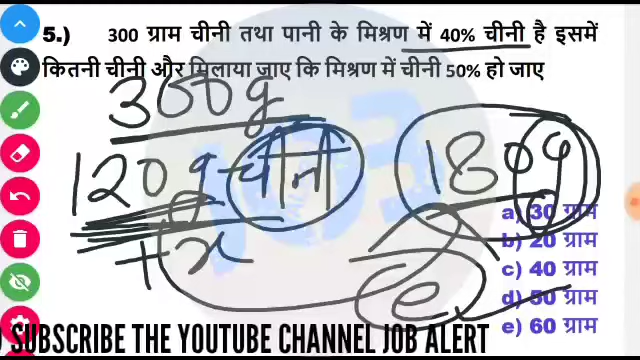 5.) 300 ग्राम चीनी तथा पानी के मिश्रण में 40% चीनी है इसमें
कितनी चीनी और मिलाया जाए कि मिश्रण में चीनी 50% हो जाए
300g
120g चीनी
180g
+x
a) 30 ग्राम
b) 20 ग्राम
c) 40 ग्राम
d) 50 ग्राम
e) 60 ग्राम
e
SUBSCRIBE THE YOUTUBE CHANNEL JOB ALERT